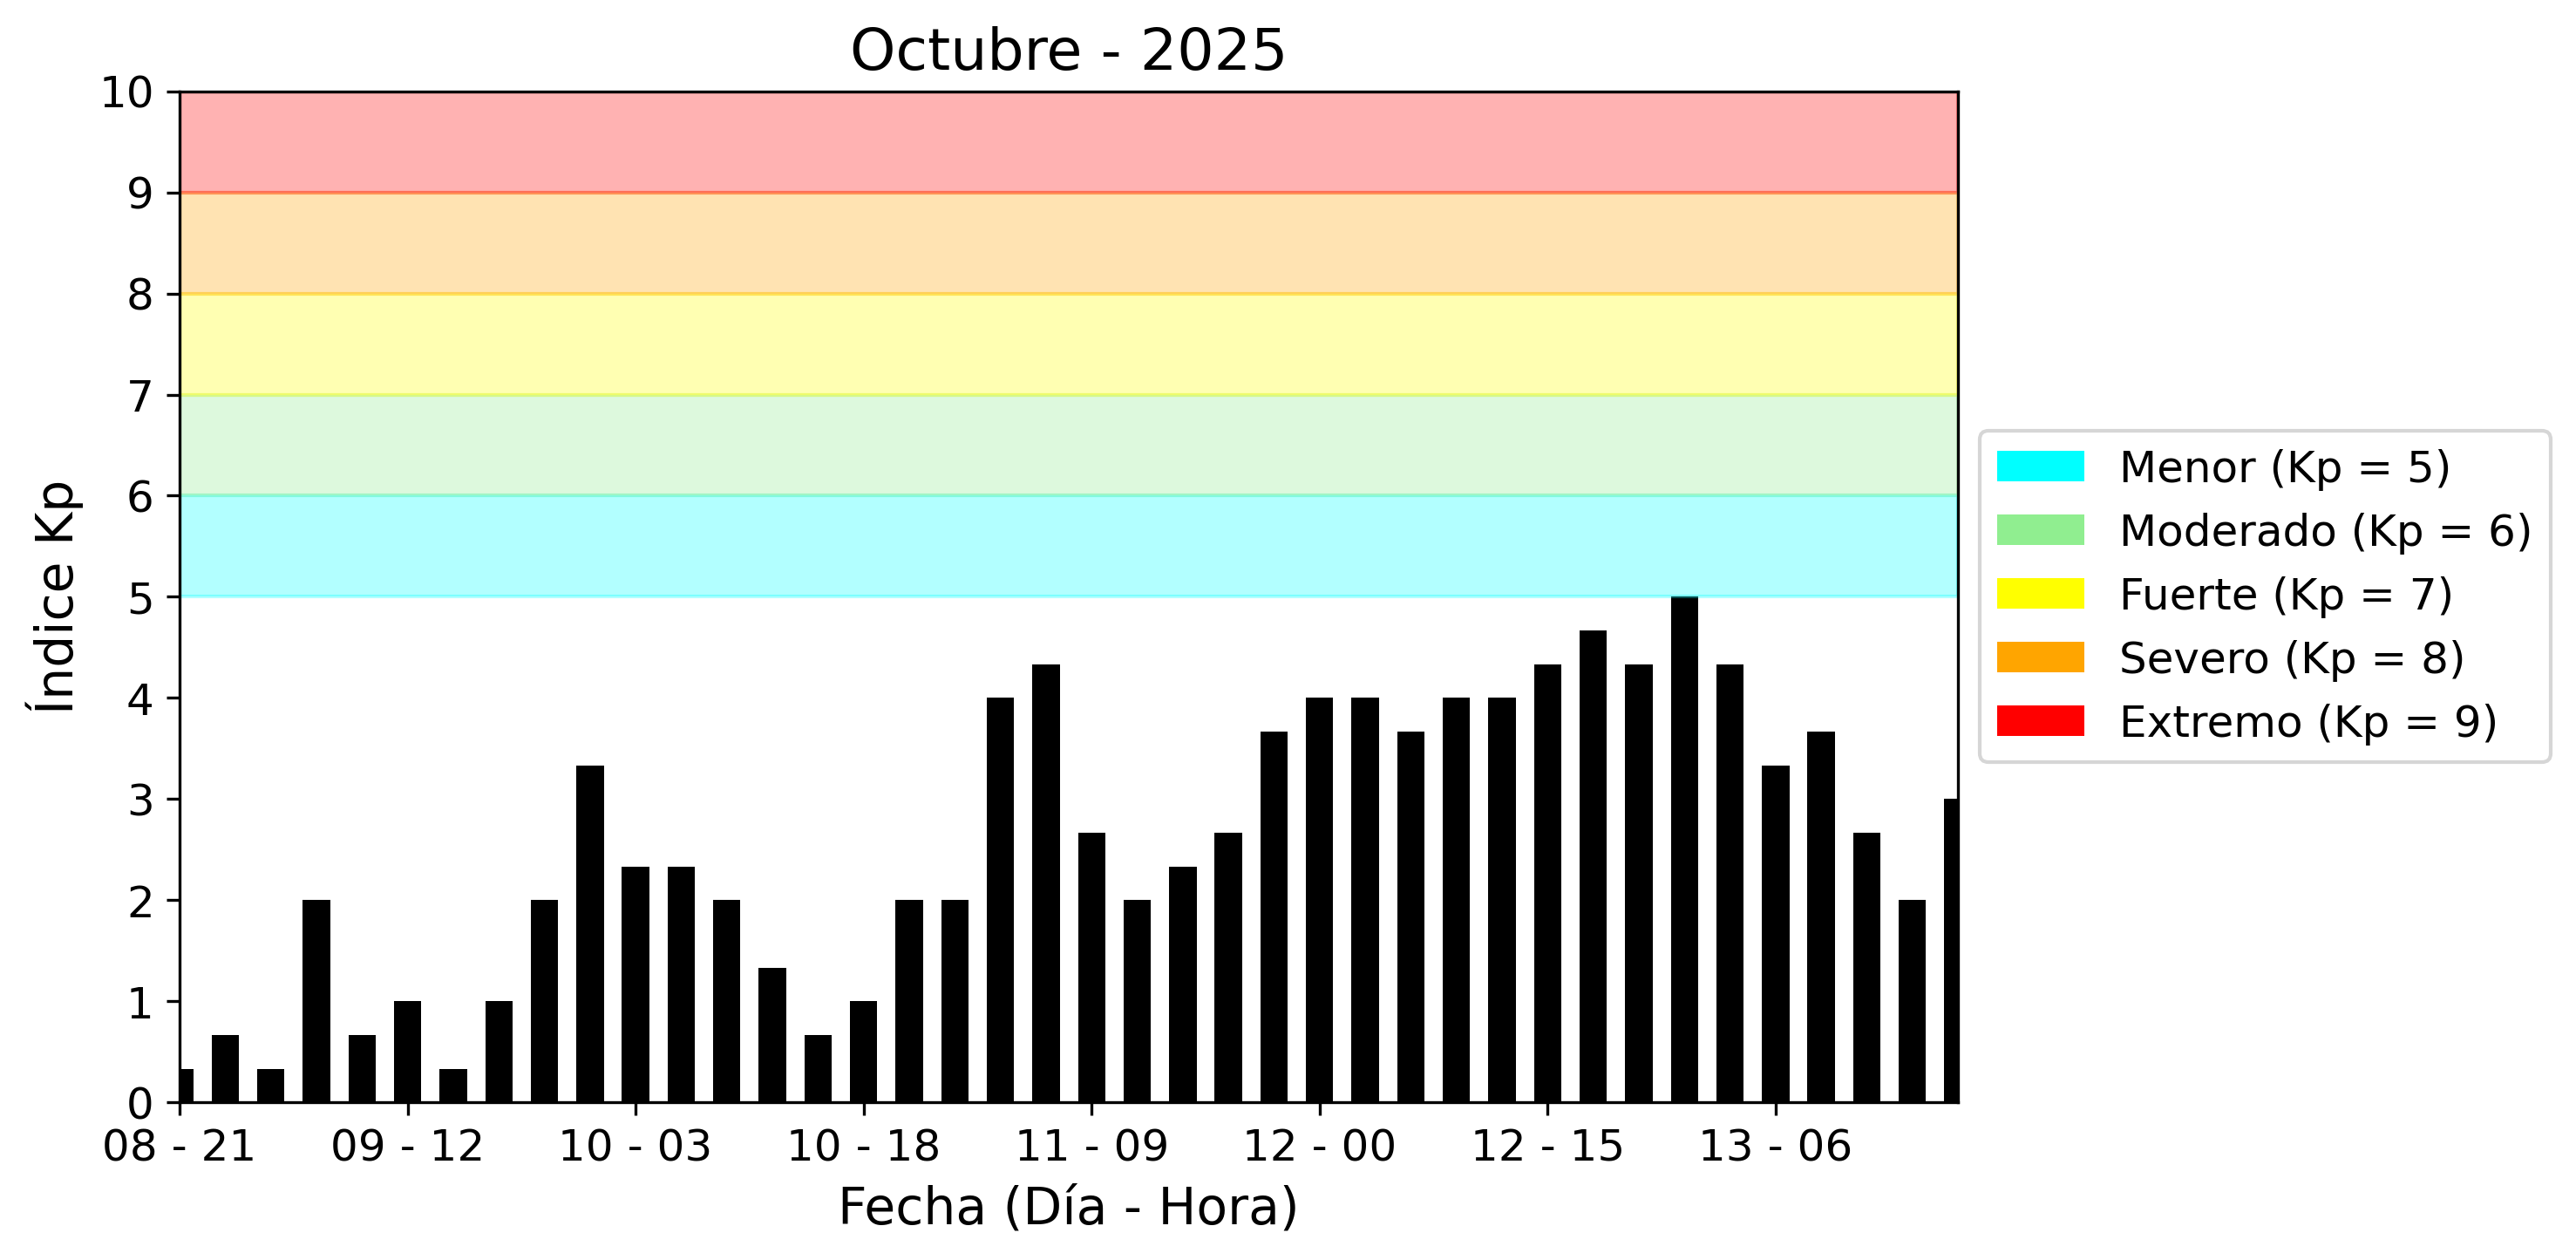 Octubre - 2025
10
9
8
7
6
5
4
3
2
1
0
Índice Kp
08 - 21
09 - 12
10 - 03
10 - 18
11 - 09
12 - 00
12 - 15
13 - 06
Fecha (Día - Hora)
Menor (Kp = 5)
Moderado (Kp = 6)
Fuerte (Kp = 7)
Severo (Kp = 8)
Extremo (Kp = 9)